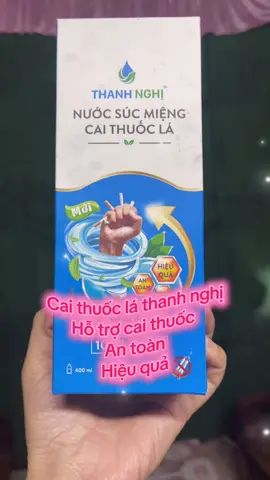 THANH NGHỊ
NƯỚC SÚC MIỆNG
CAI THUỐC LÁ
Mới
AN TOÀN
HIỆU QUẢ
Cai thuốc lá thanh nghị
Hỗ trợ cai thuốc
An toàn
Hiệu quả
400 ml